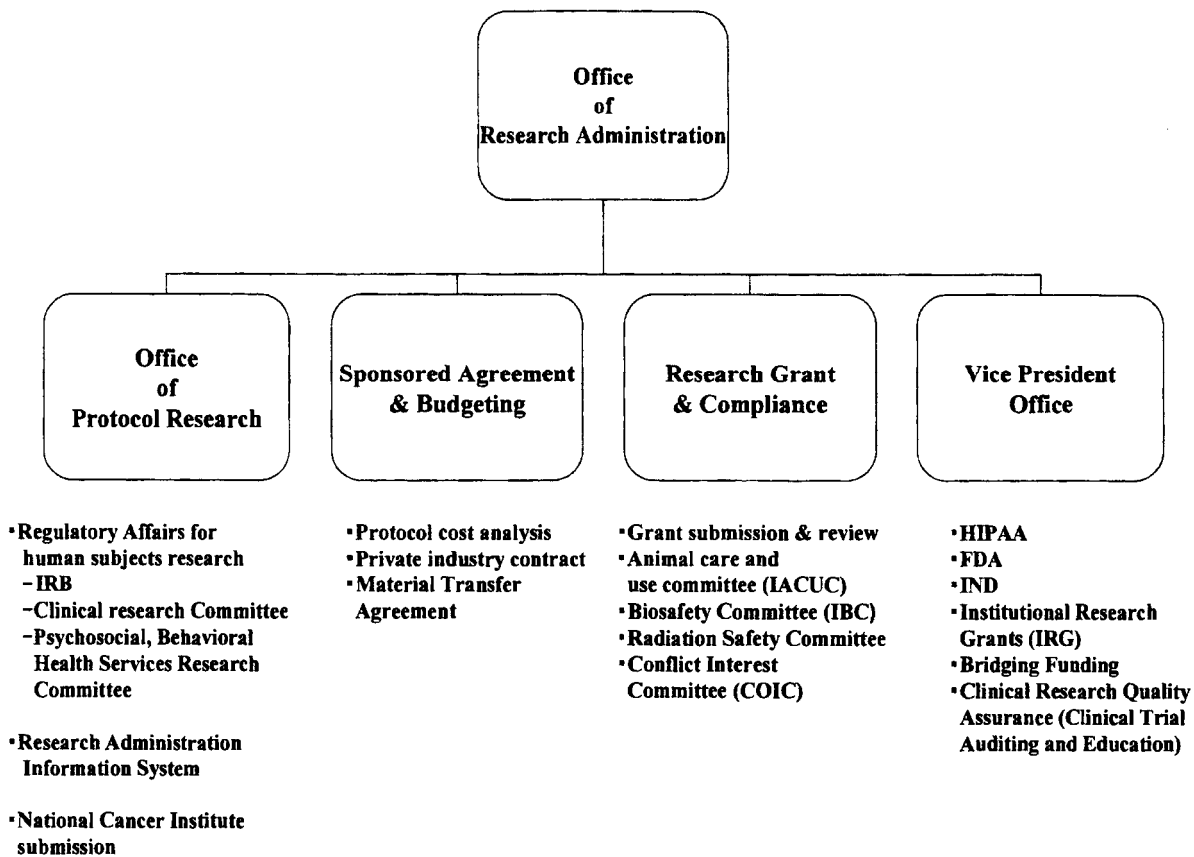 Office
of
Research Administration
Office
of
Protocol Research
Sponsored Agreement
& Budgeting
Research Grant
& Compliance
Vice President
Office
▪Regulatory Affairs for
human subjects research
–IRB
–Clinical research Committee
–Psychosocial, Behavioral
Health Services Research
Committee
▪Research Administration
Information System
▪National Cancer Institute
submission
▪Protocol cost analysis
▪Private industry contract
▪Material Transfer
Agreement
▪Grant submission & review
▪Animal care and
use committee (IACUC)
▪Biosafety Committee (IBC)
▪Radiation Safety Committee
▪Conflict Interest
Committee (COIC)
▪HIPAA
▪FDA
▪IND
▪Institutional Research
Grants (IRG)
▪Bridging Funding
▪Clinical Research Quality
Assurance (Clinical Trial
Auditing and Education)